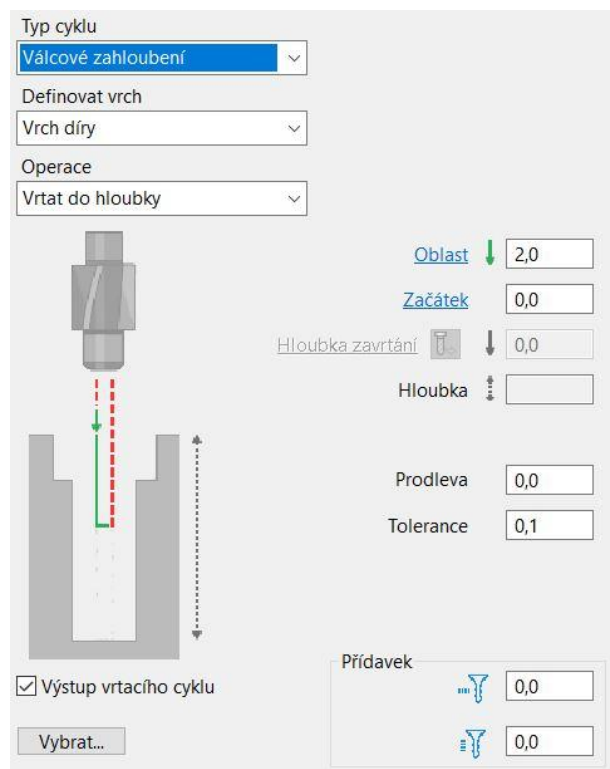 Typ cyklu
Válcové zahloubení
Definovat vrch
Vrch díry
Operace
Vrtat do hloubky
Oblast 2,0
Začátek 0,0
Hloubka zavrtání 0,0
Hloubka
Prodleva 0,0
Tolerance 0,1
Přídavek
Výstup vrtacího cyklu 0,0
Vybrat... 0,0